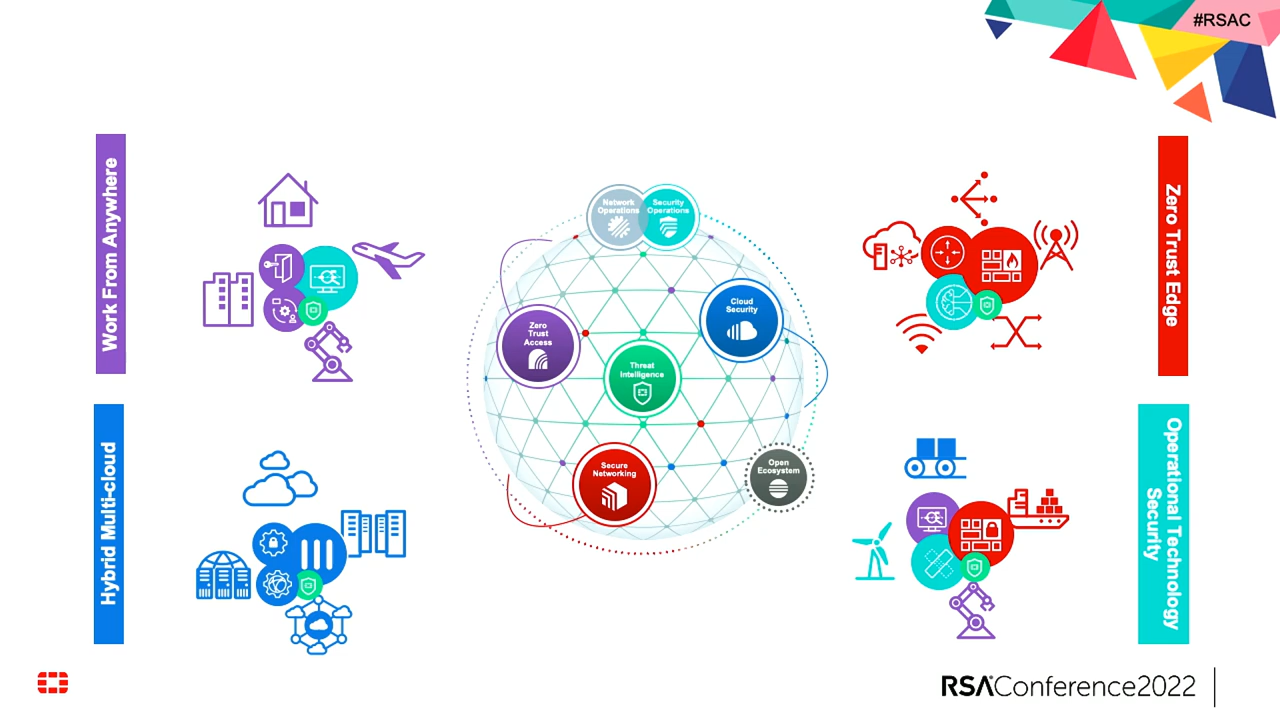 #RSAC
Work From Anywhere
Hybrid Multi-cloud
Network
Operations
Security
Operations
Cloud
Security
Zero
Trust
Access
Threat
Intelligence
Secure
Networking
Open
Ecosystem
Zero Trust Edge
Operational Technology
Security
RSAConference2022